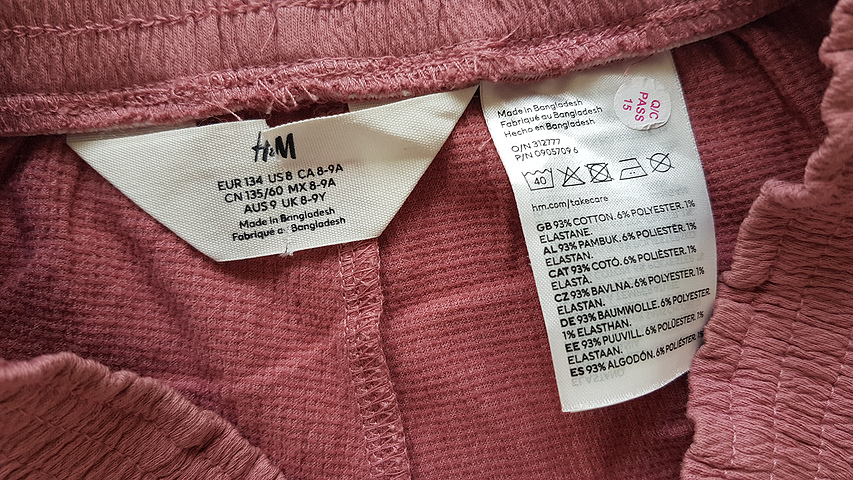 H&M
EUR 134 US 8 CA 8-9A
CN 135/60 MX 8-9A
AUS 9 UK 8-9Y
Made in Bangladesh
Fabriqué à Bangladesh
Made in Bangladesh
Fabriqué au Bangladesh
Hecho en Bangladesh
O/N 312777
P/N 0905709 6
Q/C
PASS
15
40
hm.com/takecare
GB 93% COTTON. 6% POLYESTER. 1%
ELASTANE.
AL 93% PAMBUK. 6% POLIESTËR. 1%
ELASTAN.
CAT 93% COTÓ. 6% POLIÈSTER. 1%
ELASTÀ.
CZ 93% BAVLNA. 6% POLYESTER. 1%
ELASTAN.
DE 93% BAUMWOLLE. 6% POLYESTER.
1% ELASTHAN.
EE 93% PUUVILL. 6% POLÜESTER. 1%
ELASTAAN.
ES 93% ALGODÓN. 6% POLIÉSTER. 1%